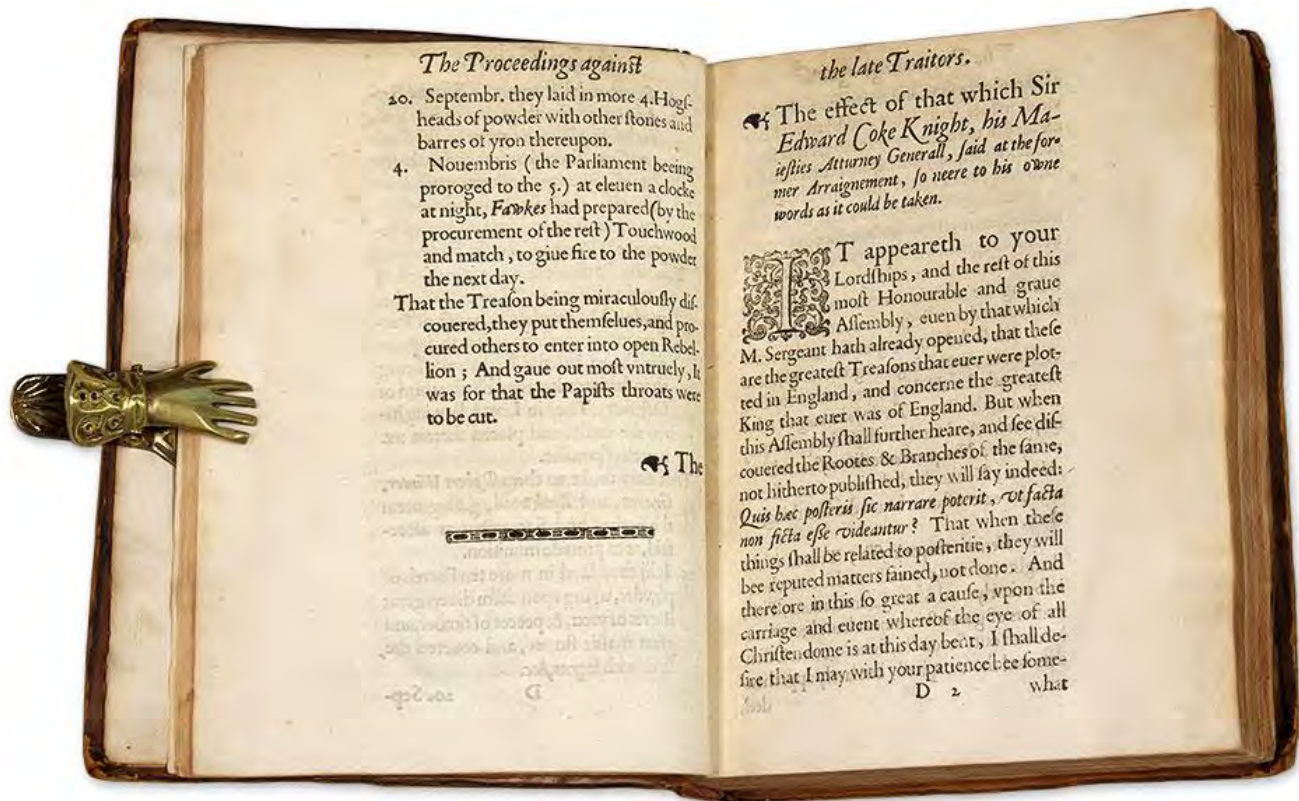 The Proceedings against
20. Septembr. they laid in more 4. Hogſ-
heads of powder with other ſtones and
barres of yron thereupon.
4. Nouembris ( the Parliament beeing
proroged to the 5.) at eleuen a clocke
at night, Fawkes had prepared (by the
procurement of the reſt ) Touchwood
and match , to giue fire to the powder
the next day.
That the Treaſon being miraculouſly diſ-
couered, they put themſelues, and pro-
cured others to enter into open Rebel-
lion ; And gaue out moſt vntruely, It
was for that the Papiſts throats were
to be cut.
The
the late Traitors.
The effect of that which Sir
Edward Coke Knight, his Ma-
ieſties Atturney Generall, ſaid at the for-
mer Arraignement, ſo neere to his owne
words as it could be taken.
IT appeareth to your
Lordſhips, and the reſt of this
moſt Honourable and graue
Aſſembly, euen by that which
M. Sergeant hath already opened, that theſe
are the greateſt Treaſons that euer were plot-
ted in England, and concerne the greateſt
King that euer was of England. But when
this Aſſembly ſhall further heare, and ſee diſ-
couered the Rootes & Branches of the ſame,
not hitherto publiſhed, they will ſay indeed:
Quis hæc poſteris ſic narrare poterit, vt facta
non ficta eſſe videantur? That when theſe
things ſhall be related to poſteritie, they will
bee reputed matters fained, not done. And
therefore in this ſo great a cauſe, vpon the
carriage and euent whereof the eye of all
Chriſtendome is at this day bent, I ſhall de-
ſire that I may with your patience bee ſome-
D 2 what